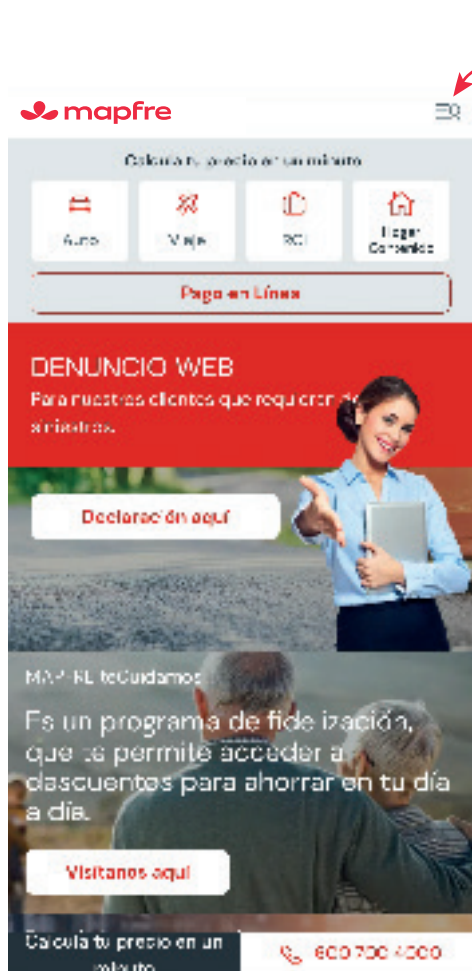 mapfre
Calcula tu precio en un minuto
Auto
Viaje
SOAP
Hogar
Contenido
Pago en Línea
DENUNCIO WEB
Para nuestros clientes que requieren de
siniestros.
Declaración aquí
MAPFRE teCuidamos
Es un programa de fidelización,
que te permite acceder a
descuentos para ahorrar en tu día
a día.
Visítanos aquí
Calcula tu precio en un
minuto
600 700 4000